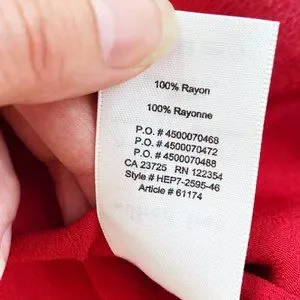 100% Rayon
100% Rayonne
P.O. # 4500070468
P.O. # 4500070472
P.O. # 4500070488
CA 23725 RN 122354
Style # HEP7-2595-46
Article # 61174